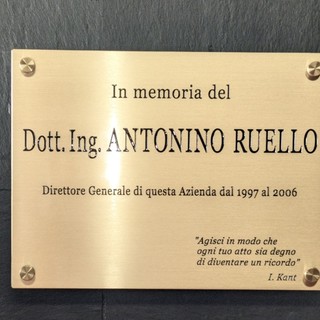 In memoria del
Dott. Ing. ANTONINO RUELLO
Direttore Generale di questa Azienda dal 1997 al 2006
"Agisci in modo che
ogni tuo atto sia degno
di diventare un ricordo"
I. Kant